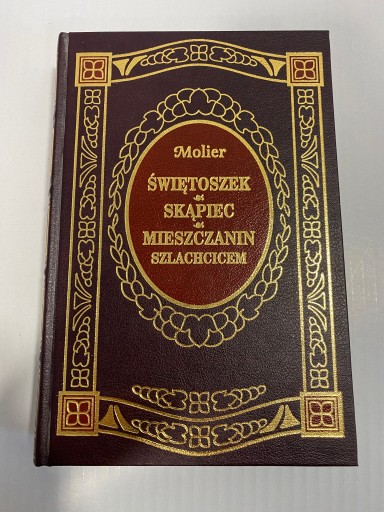 Molier
ŚWIĘTOSZEK
SKĄPIEC
MIESZCZANIN
SZLACHCICEM